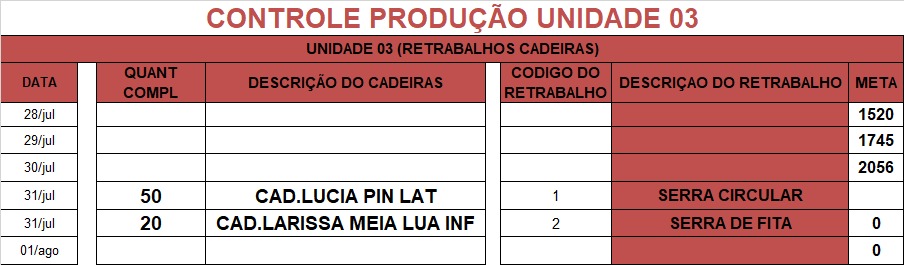 CONTROLE PRODUÇÃO UNIDADE 03
UNIDADE 03 (RETRABALHOS CADEIRAS)
DATA QUANT COMPL DESCRIÇÃO DO CADEIRAS CODIGO DO RETRABALHO DESCRIÇAO DO RETRABALHO META
28/jul 1520
29/jul 1745
30/jul 2056
31/jul 50 CAD.LUCIA PIN LAT 1 SERRA CIRCULAR
31/jul 20 CAD.LARISSA MEIA LUA INF 2 SERRA DE FITA 0
01/ago 0